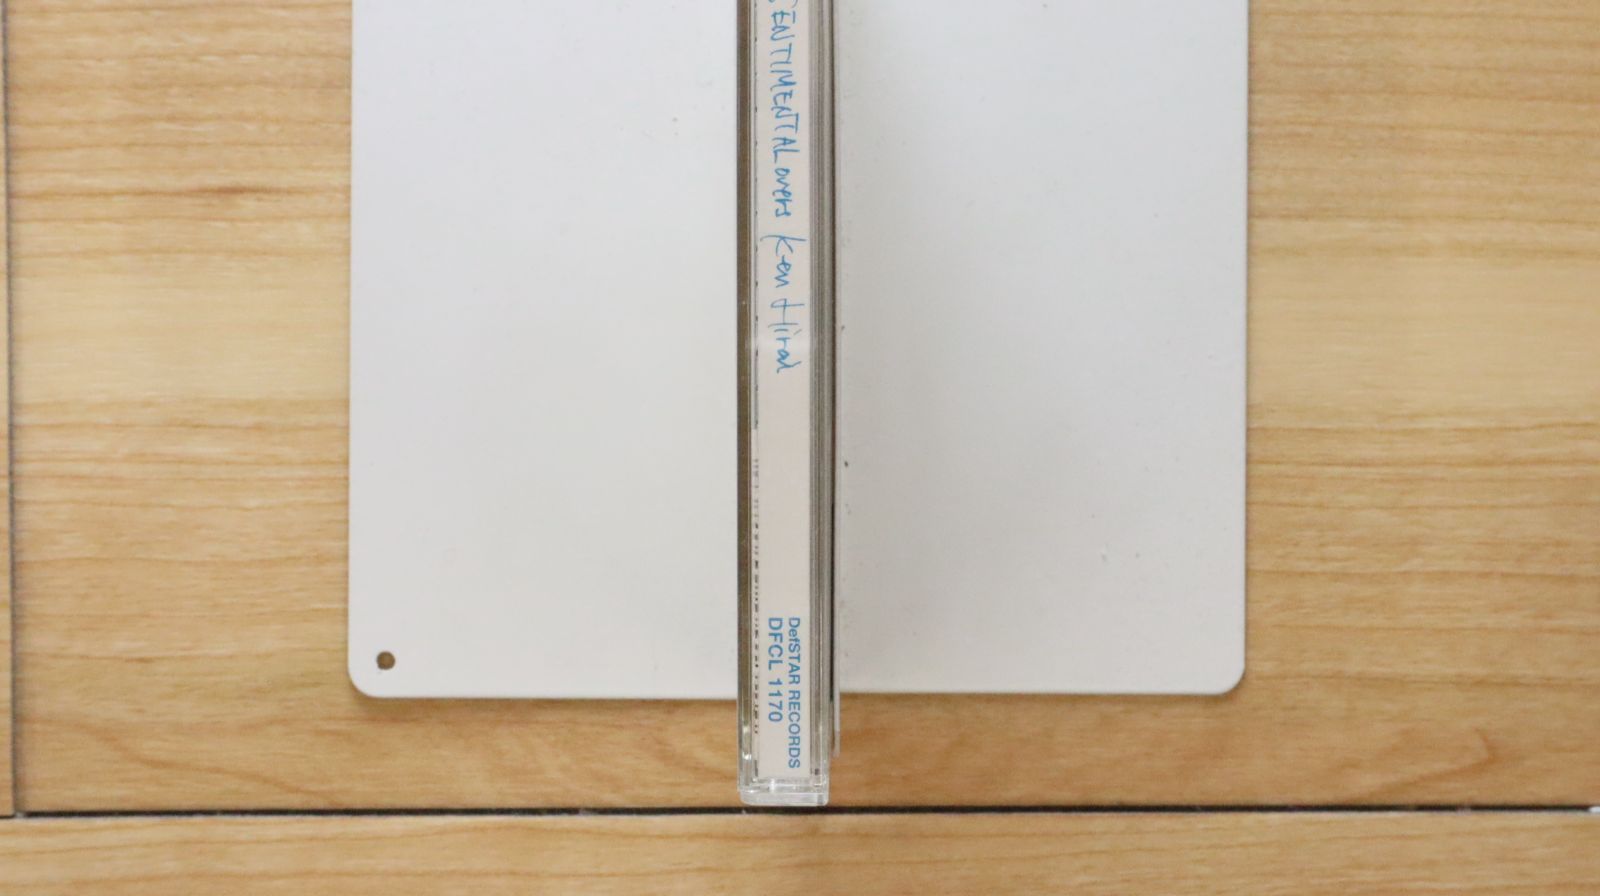 SENTIMENTALovers Ken Hirai
DefSTAR RECORDS
DFCL 1170